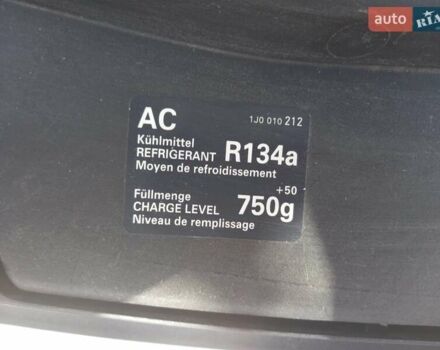 auto RIA
AC 1J0 010 212
Kühlmittel
REFRIGERANT R134a
Moyen de refroidissement
+50
Füllmenge
CHARGE LEVEL 750g
Niveau de remplissage